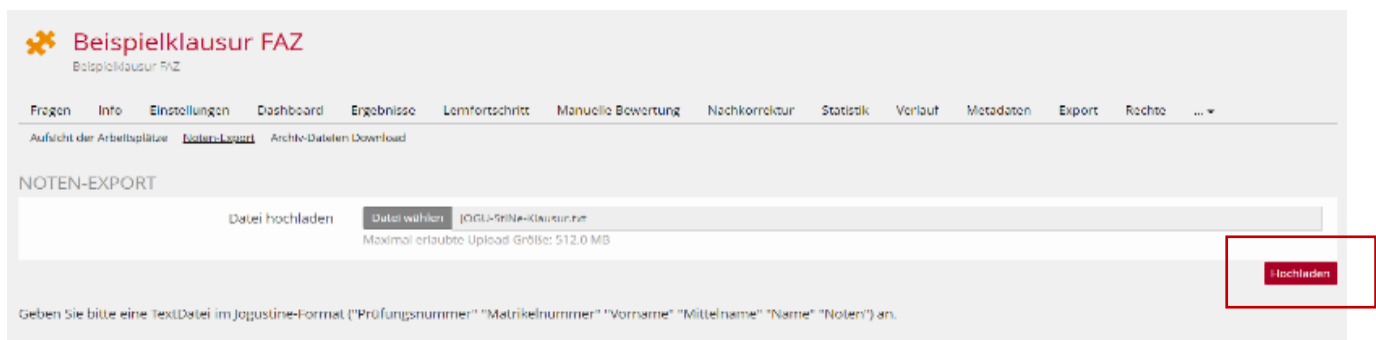 Beispielklausur FAZ
Beispielklausur FAZ
Fragen Info Einstellungen Dashboard Ergebnisse Lernfortschritt Manuelle Bewertung Nachkorrektur Statistik Verlauf Metadaten Export Rechte ...
Aufsicht der Arbeitsplätze Noten-Export Archiv-Dateien Download
NOTEN-EXPORT
Datei hochladen Datei wählen JOGU-StiNe-Klausur.txt
Maximal erlaubte Upload Größe: 512.0 MB
Hochladen
Geben Sie bitte eine TextDatei im Jogustine-Format ("Prüfungsnummer" "Matrikelnummer" "Vorname" "Mittelname" "Name" "Noten") an.